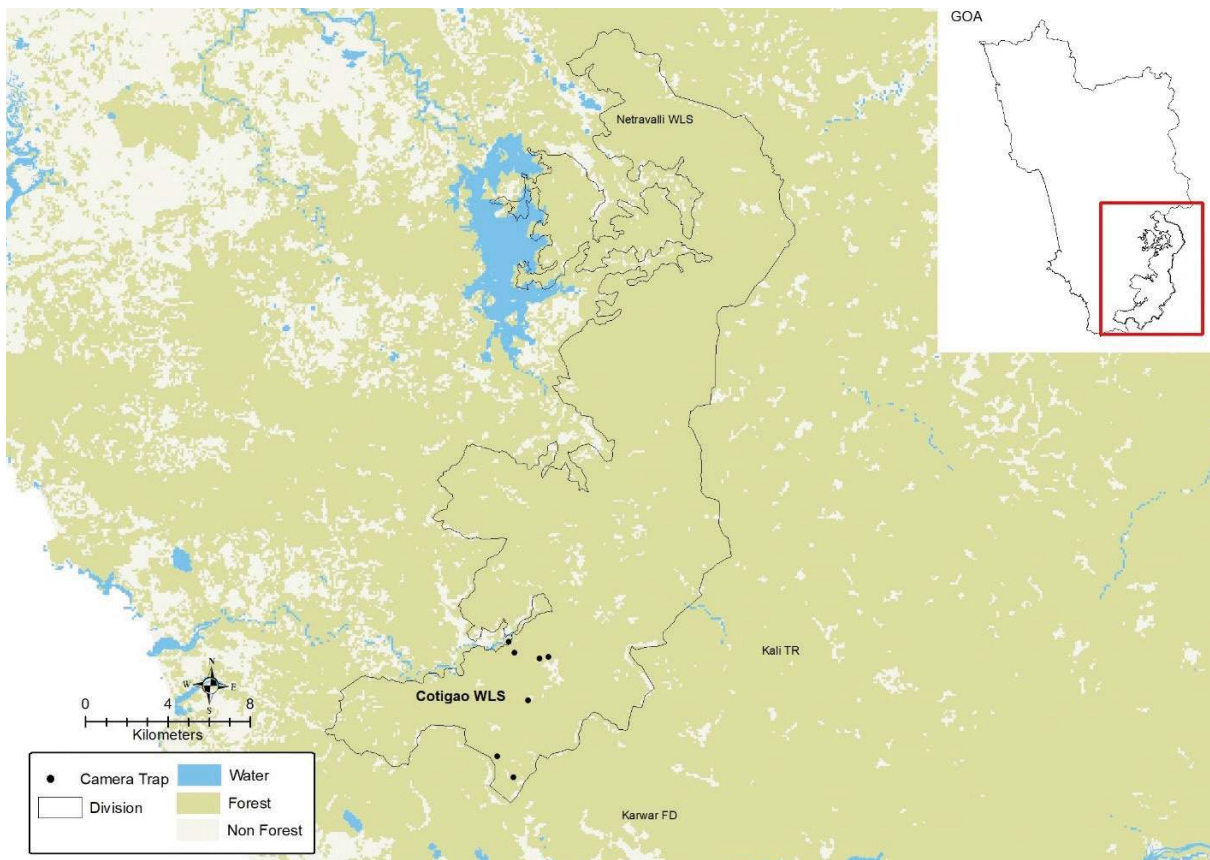 GOA
Netravalli WLS
Kali TR
Cotigao WLS
Karwar FD
N
W E
S
0 4 8
Kilometers
Camera Trap
Division
Water
Forest
Non Forest